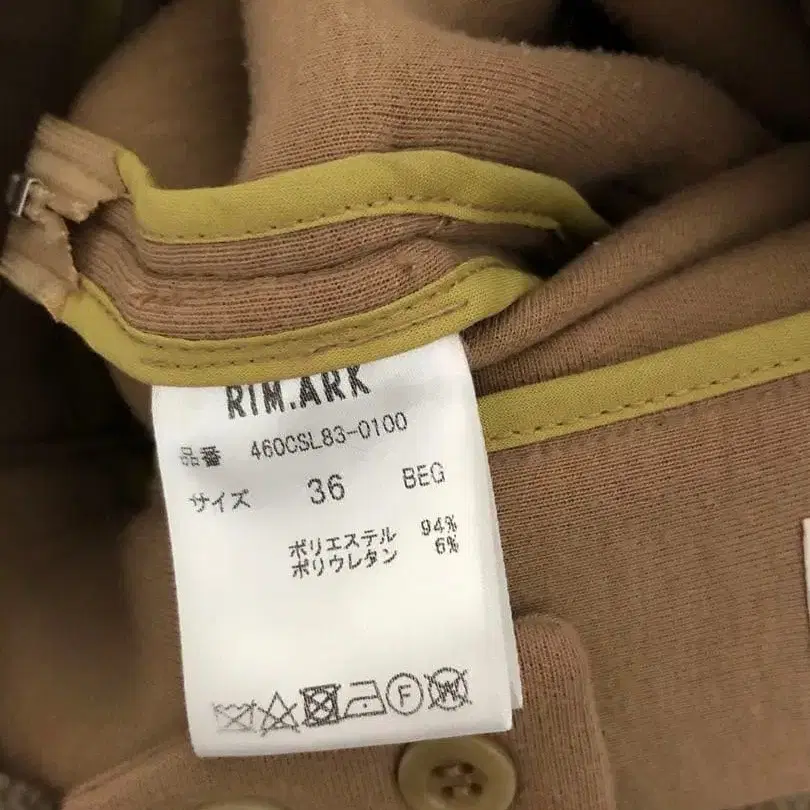 RIM.ARK
品番 460CSL83-0100
サイズ 36 BEG
ポリエステル 94%
ポリウレタン 6%
F W